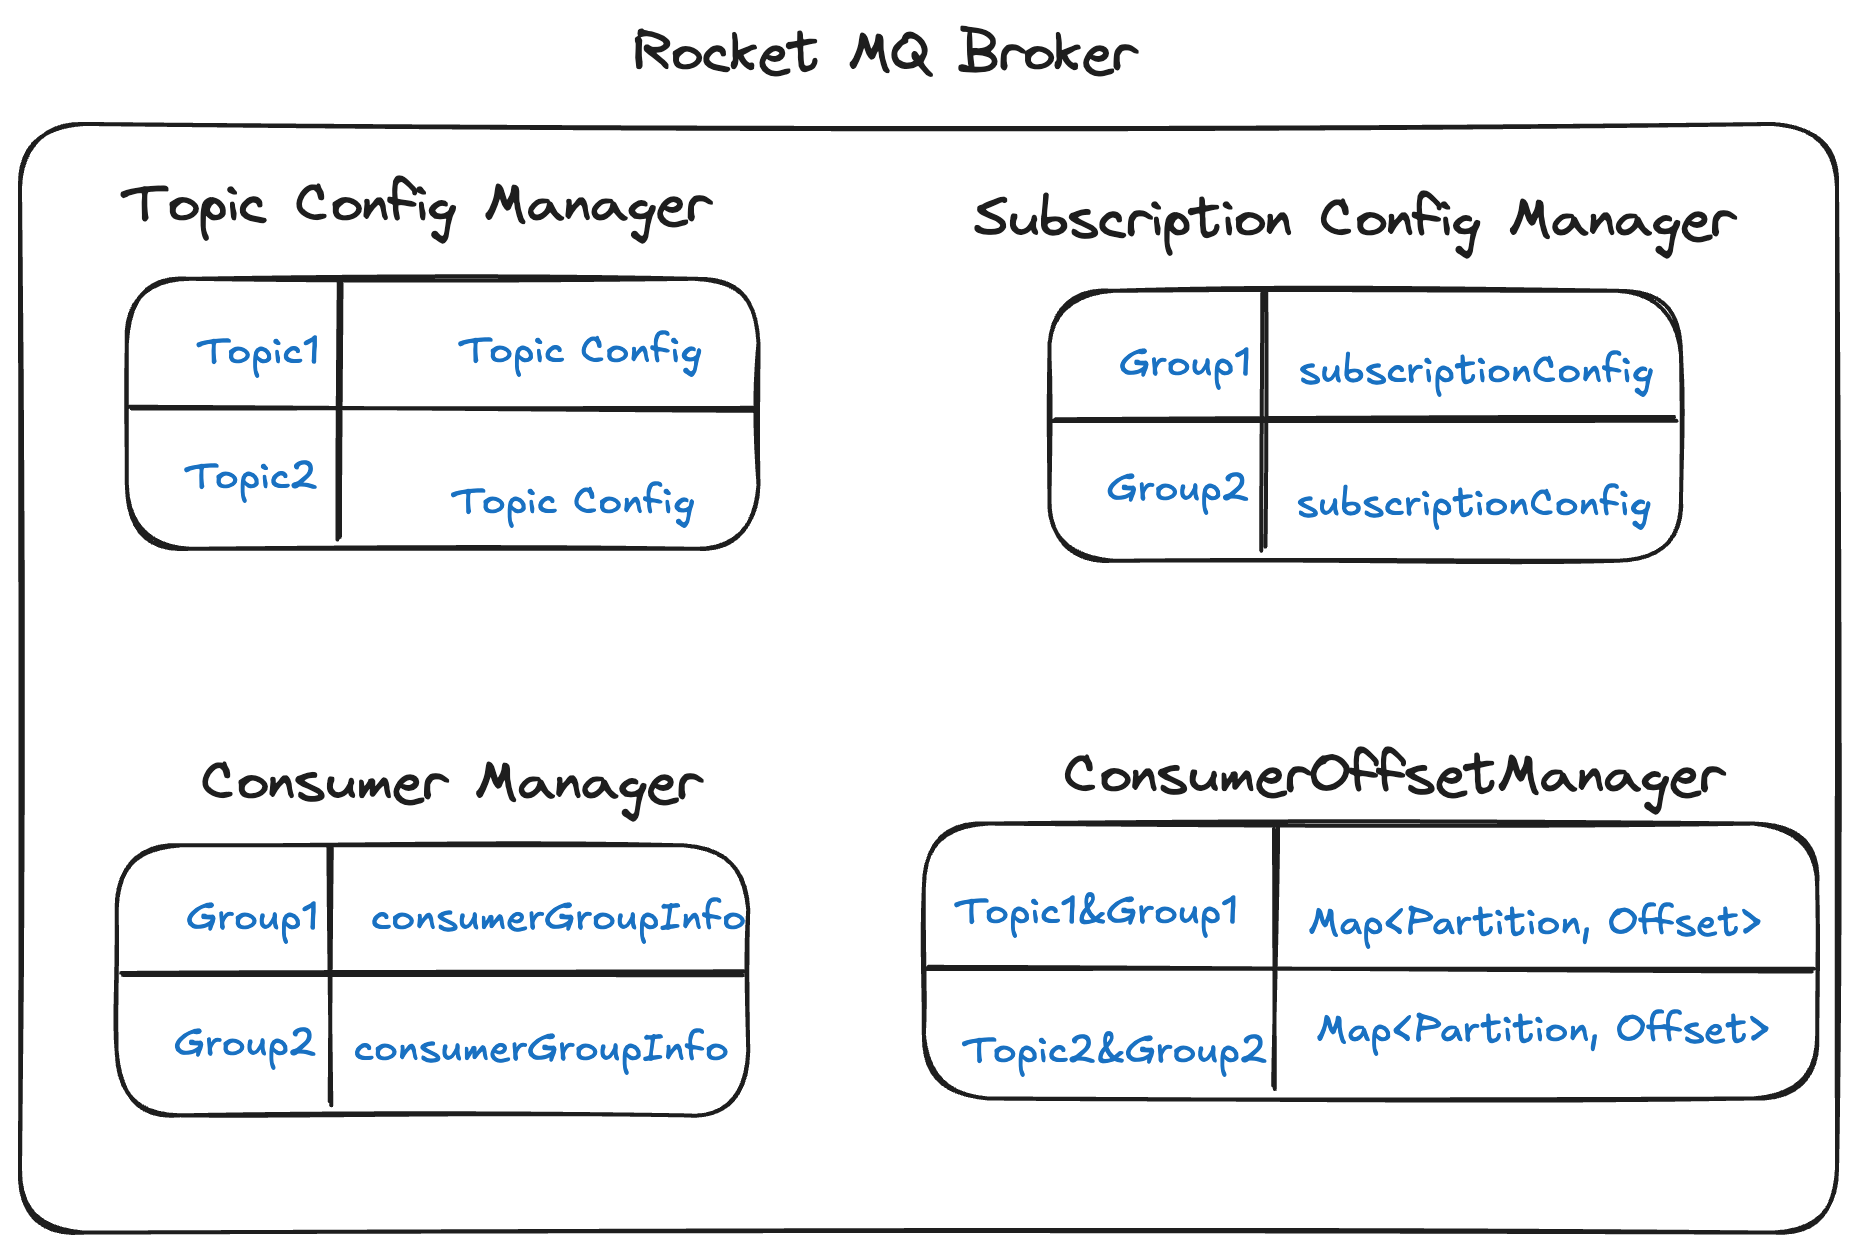 Rocket MQ Broker
Topic Config Manager
Topic1 Topic Config
Topic2 Topic Config
Subscription Config Manager
Group1 subscriptionConfig
Group2 subscriptionConfig
Consumer Manager
Group1 consumerGroupInfo
Group2 consumerGroupInfo
ConsumerOffsetManager
Topic1&Group1 Map<Partition, Offset>
Topic2&Group2 Map<Partition, Offset>